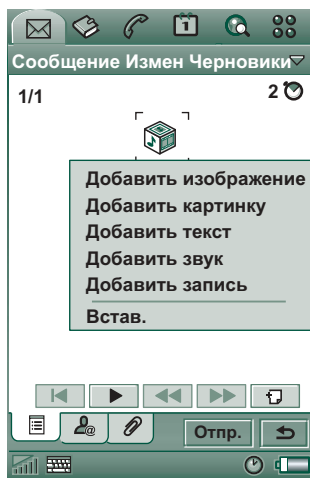 Сообщение Измен Черновики
1/1
2
Добавить изображение
Добавить картинку
Добавить текст
Добавить звук
Добавить запись
Встав.
Отпр.